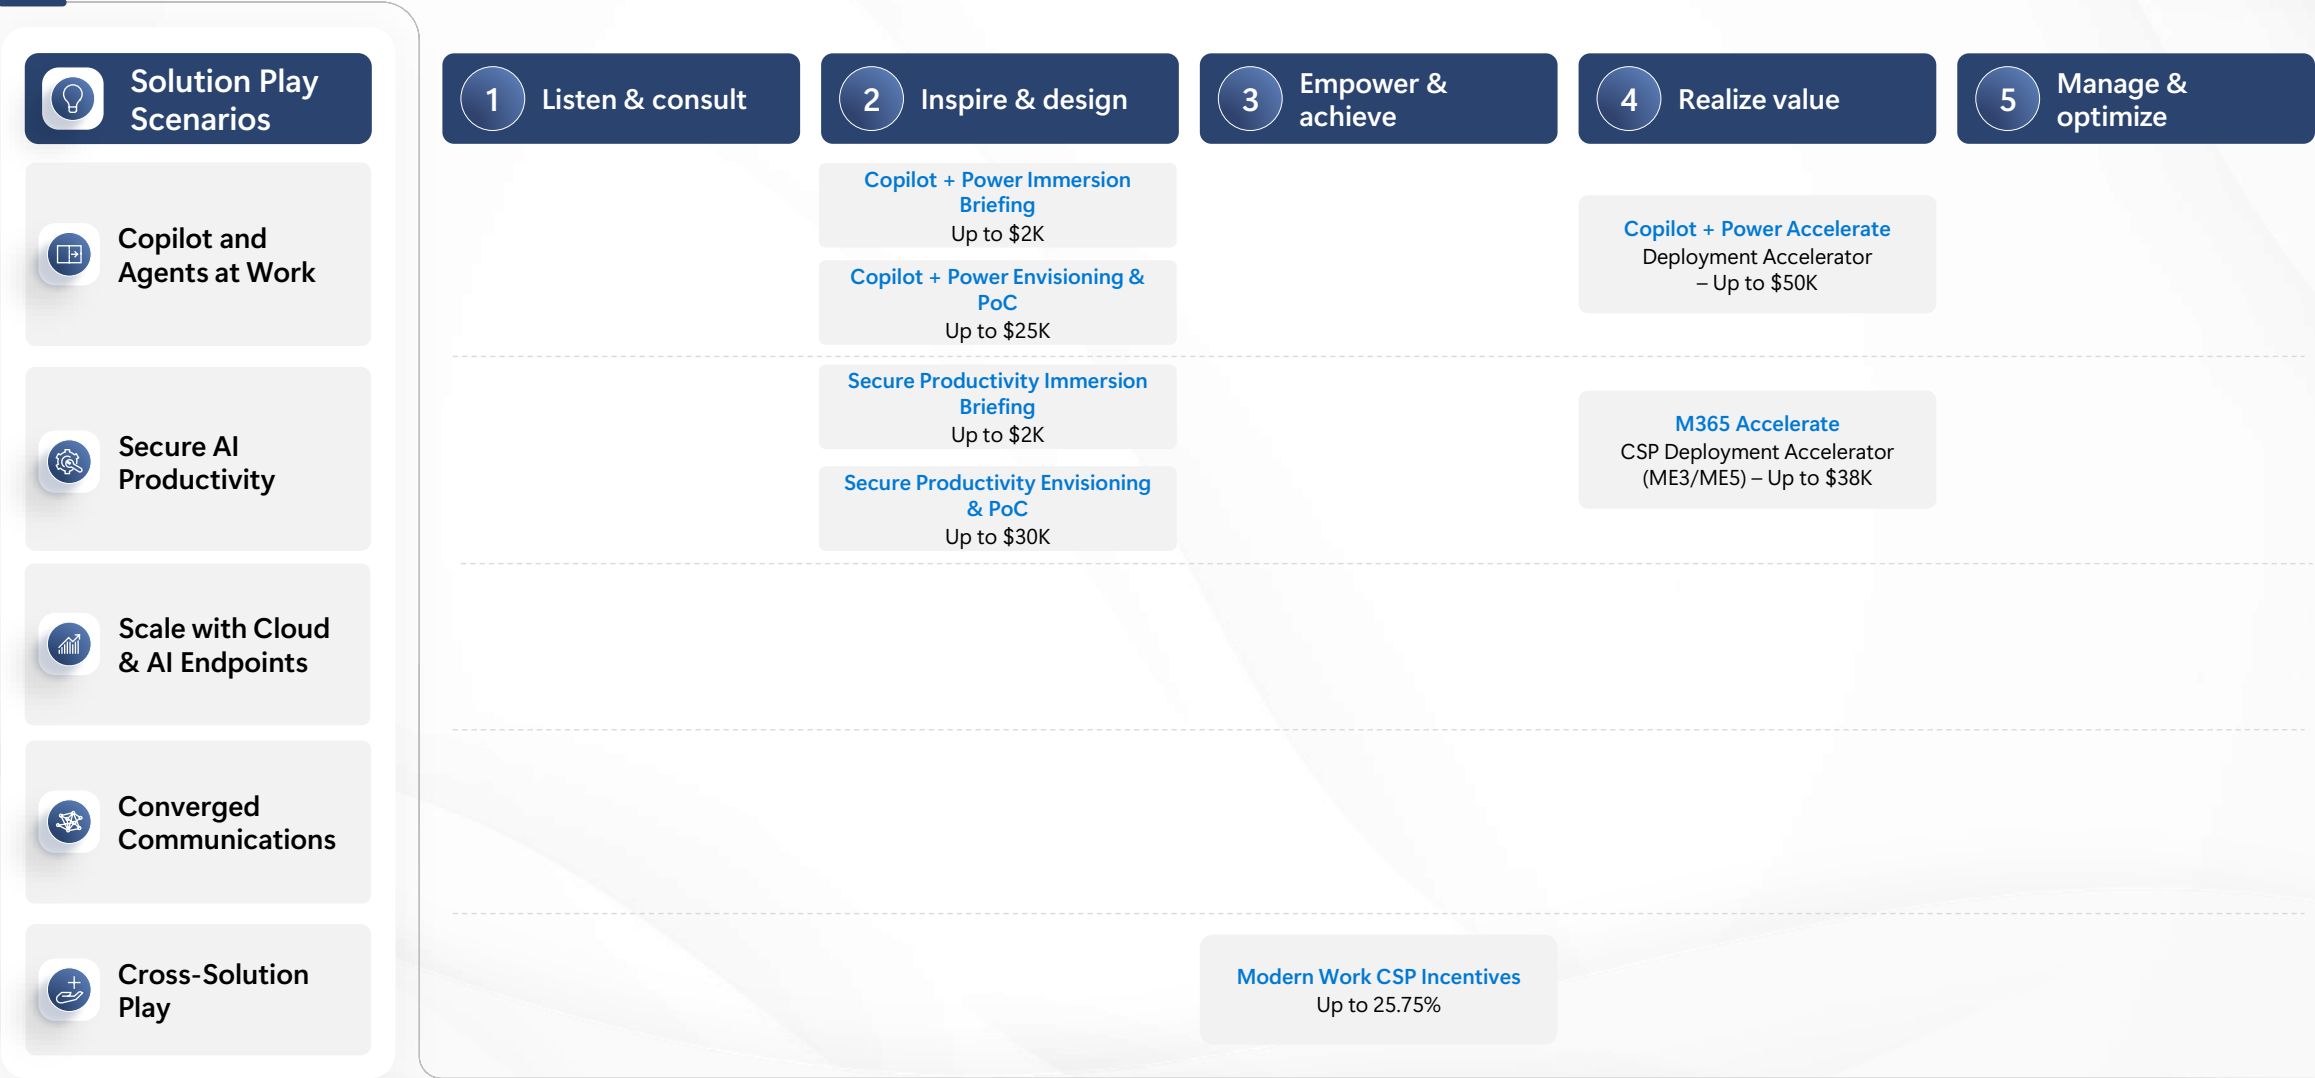 Solution Play
Scenarios
1
Listen & consult
2
Inspire & design
3
Empower &
achieve
4
Realize value
5
Manage &
optimize
Copilot and
Agents at Work
Copilot + Power Immersion
Briefing
Up to $2K
Copilot + Power Envisioning &
PoC
Up to $25K
Copilot + Power Accelerate
Deployment Accelerator
– Up to $50K
Secure AI
Productivity
Secure Productivity Immersion
Briefing
Up to $2K
Secure Productivity Envisioning
& PoC
Up to $30K
M365 Accelerate
CSP Deployment Accelerator
(ME3/ME5) – Up to $38K
Scale with Cloud
& AI Endpoints
Converged
Communications
Cross-Solution
Play
Modern Work CSP Incentives
Up to 25.75%